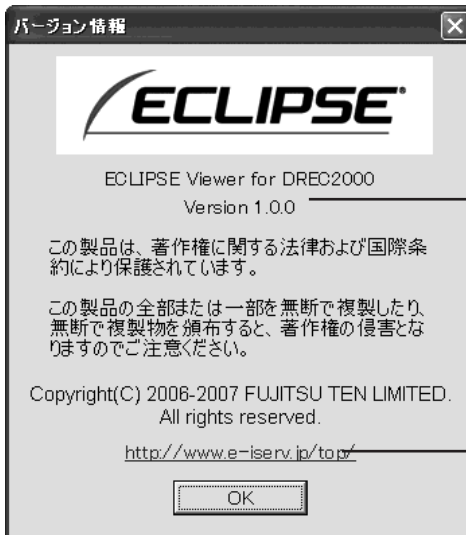 バージョン情報
ECLIPSE
ECLIPSE Viewer for DREC2000
Version 1.0.0
この製品は、著作権に関する法律および国際条
約により保護されています。
この製品の全部または一部を無断で複製したり、
無断で複製物を頒布すると、著作権の侵害とな
りますのでご注意ください。
Copyright(C) 2006-2007 FUJITSU TEN LIMITED.
All rights reserved.
http://www.e-iserv.jp/top/
OK